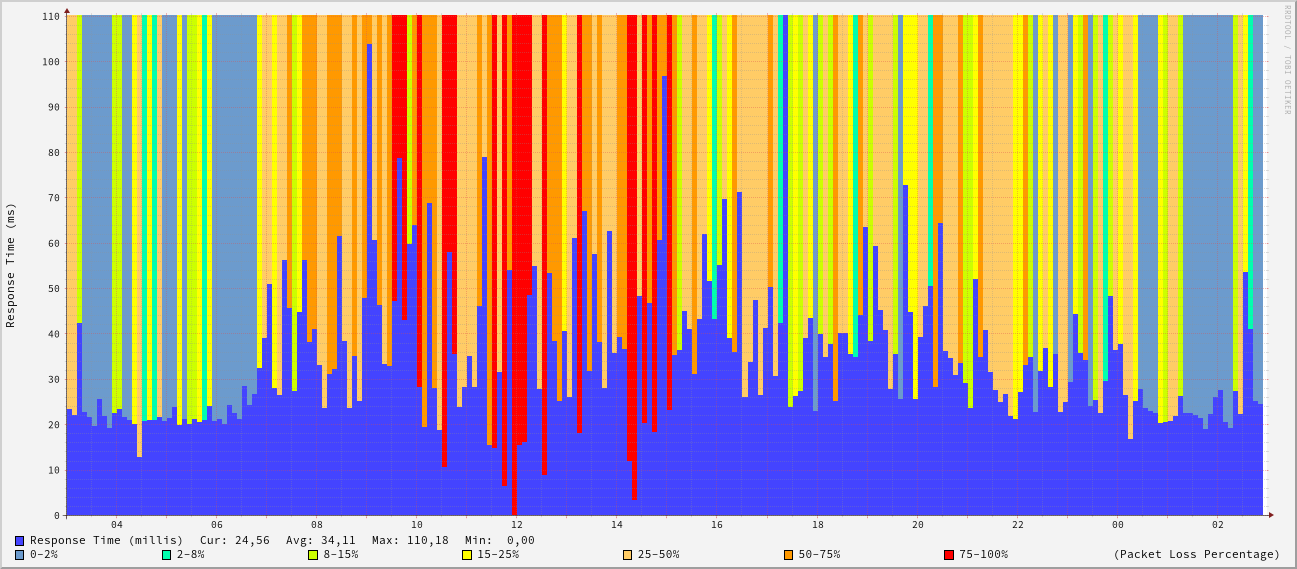 RRDTOOL / TOBI OETIKER
Response Time (ms)
110
100
90
80
70
60
50
40
30
20
10
0
04 06 08 10 12 14 16 18 20 22 00 02
Response Time (millis) Cur: 24,56 Avg: 34,11 Max: 110,18 Min: 0,00
0-2% 2-8% 8-15% 15-25% 25-50% 50-75% 75-100% (Packet Loss Percentage)